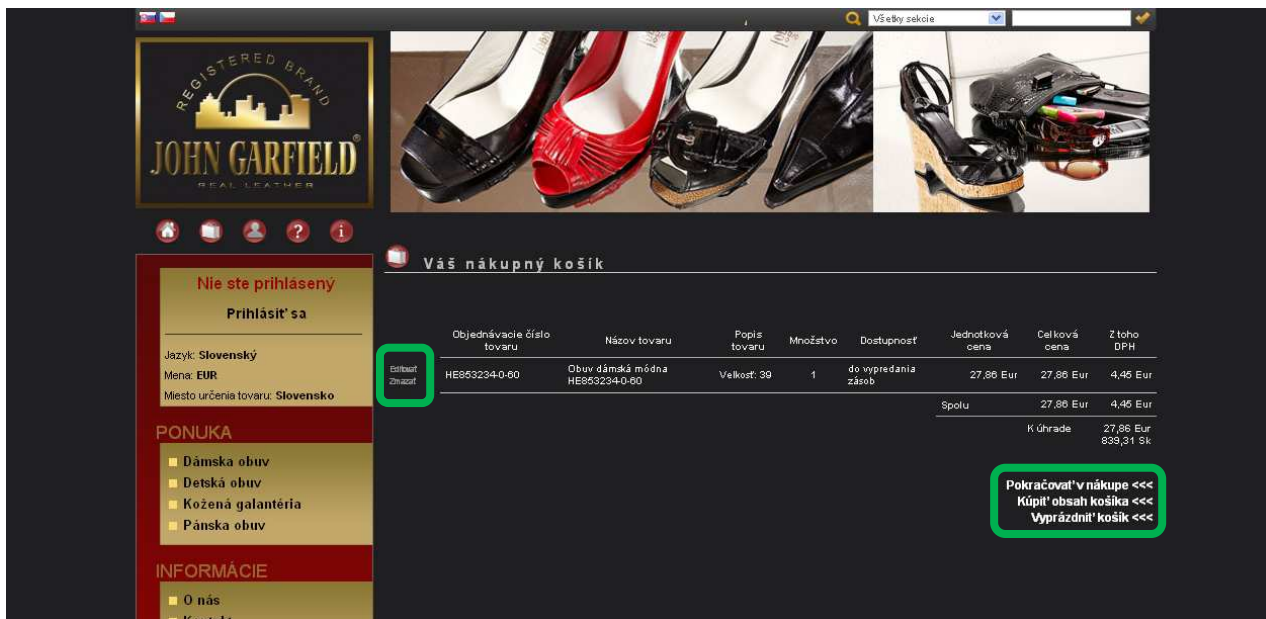 Všetky sekcie
REGISTERED BRAND
JOHN GARFIELD®
REAL LEATHER
Nie ste prihlásený
Prihlásiť sa
Jazyk: Slovenský
Mena: EUR
Miesto určenia tovaru: Slovensko
PONUKA
Dámska obuv
Detská obuv
Kožená galantéria
Pánska obuv
INFORMÁCIE
O nás
Váš nákupný košík
Objednávacie číslo tovaru Názov tovaru Popis tovaru Množstvo Dostupnosť Jednotková cena Celková cena Z toho DPH
Editovať
Zmazať
HE853234-0-60 Obuv dámská módna HE853234-0-60 Velkosť: 39 1 do vypredania zásob 27,86 Eur 27,86 Eur 4,45 Eur
Spolu 27,86 Eur 4,45 Eur
K úhrade 27,86 Eur
839,31 Sk
Pokračovať v nákupe <<<
Kúpiť obsah košíka <<<
Vyprázdniť košík <<<